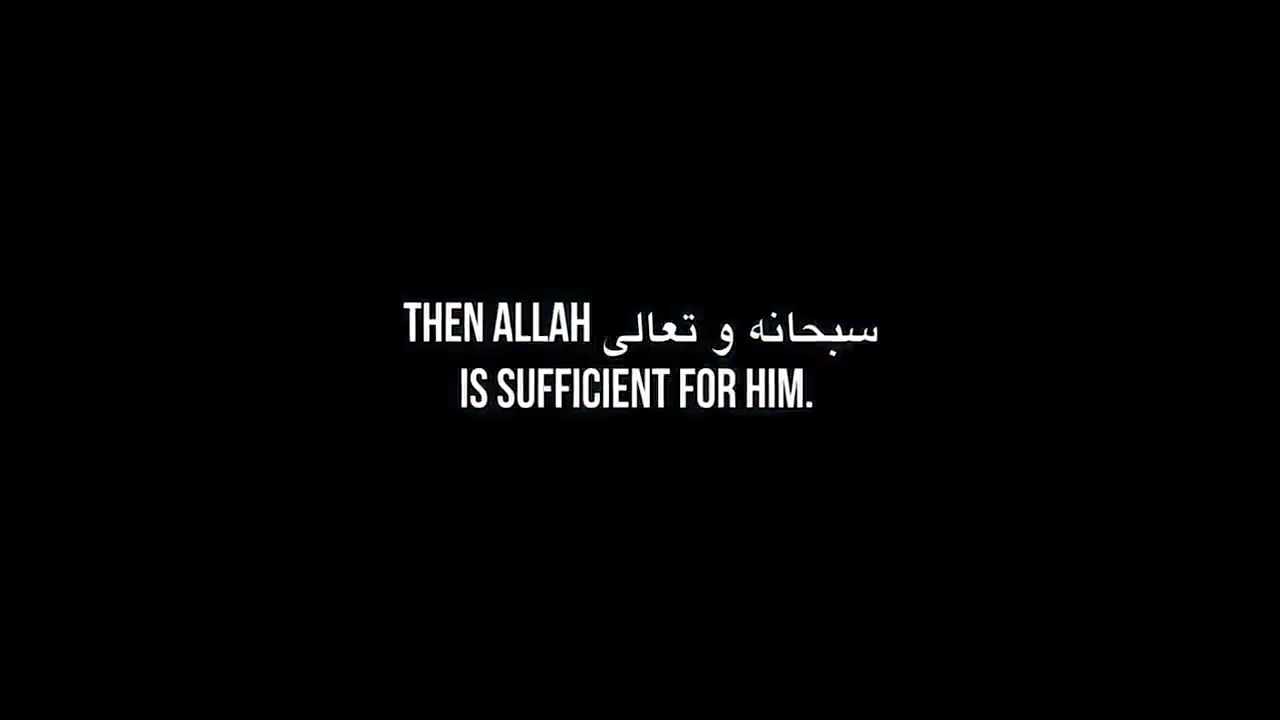 THEN ALLAH سبحانه و تعالى
IS SUFFICIENT FOR HIM.